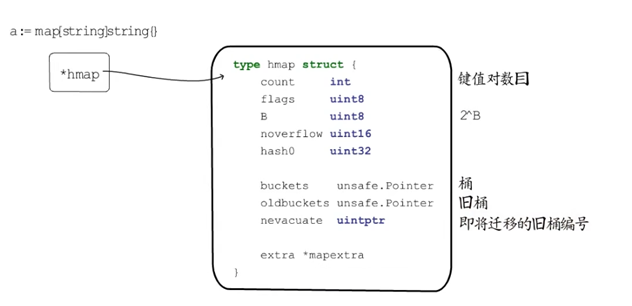 a := map[string]string{}
*hmap
type hmap struct {
count int 键值对数目
flags uint8
B uint8 2^B
noverflow uint16
hash0 uint32
buckets unsafe.Pointer 桶
oldbuckets unsafe.Pointer 旧桶
nevacuate uintptr 即将迁移的旧桶编号
extra *mapextra
}